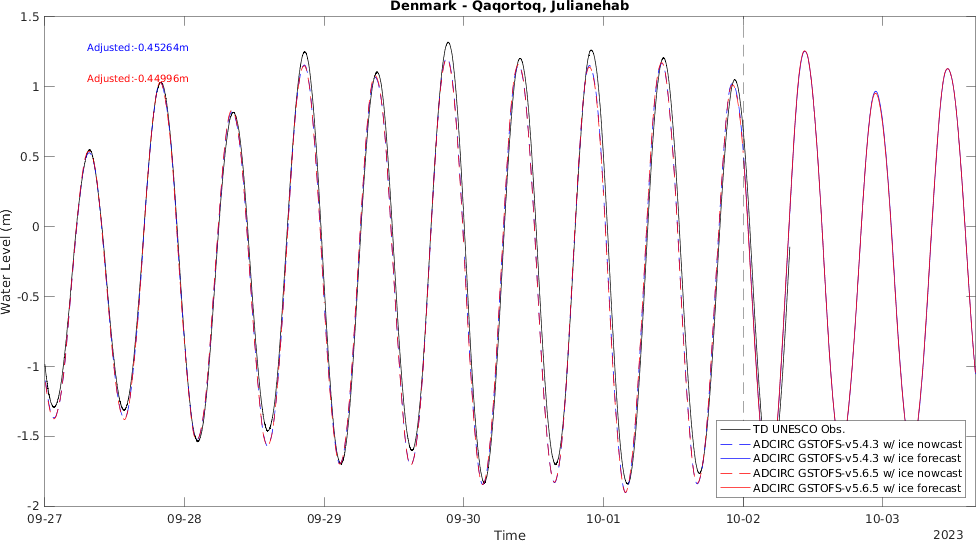 Denmark - Qaqortoq, Julianehab
1.5
Adjusted:-0.45264m
Adjusted:-0.44996m
1
0.5
0
-0.5
-1
-1.5
-2
Water Level (m)
TD UNESCO Obs.
ADCIRC GSTOFS-v5.4.3 w/ ice nowcast
ADCIRC GSTOFS-v5.4.3 w/ ice forecast
ADCIRC GSTOFS-v5.6.5 w/ ice nowcast
ADCIRC GSTOFS-v5.6.5 w/ ice forecast
09-27 09-28 09-29 09-30 10-01 10-02 10-03
Time
2023